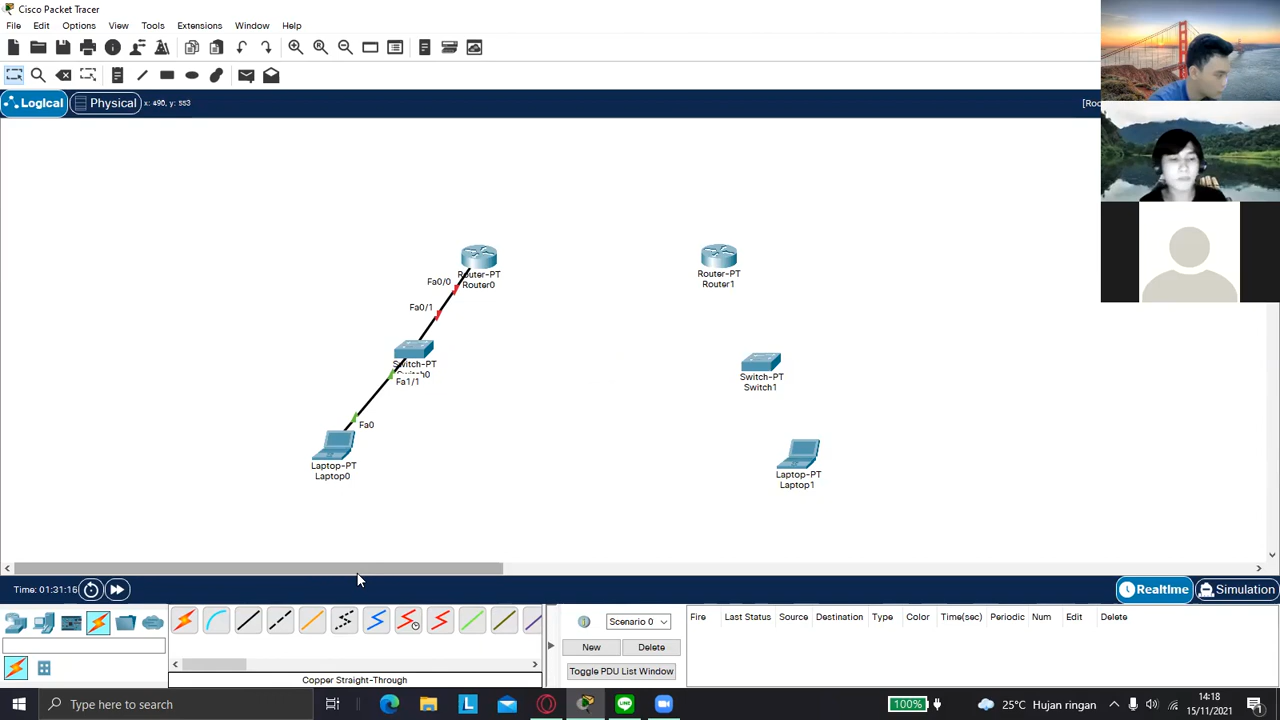 Cisco Packet Tracer
File Edit Options View Tools Extensions Window Help
Logical Physical x: 490, y: 553
Router-PT
Router0
Fa0/0
Fa0/1
Switch-PT
Switch0
Fa1/1
Fa0
Laptop-PT
Laptop0
Router-PT
Router1
Switch-PT
Switch1
Laptop-PT
Laptop1
Time: 01:31:16
Realtime Simulation
Scenario 0
New Delete
Toggle PDU List Window
Fire Last Status Source Destination Type Color Time(sec) Periodic Num Edit Delete
Copper Straight-Through
Type here to search
L
LINE
100%
25°C Hujan ringan
14:18
15/11/2021
1